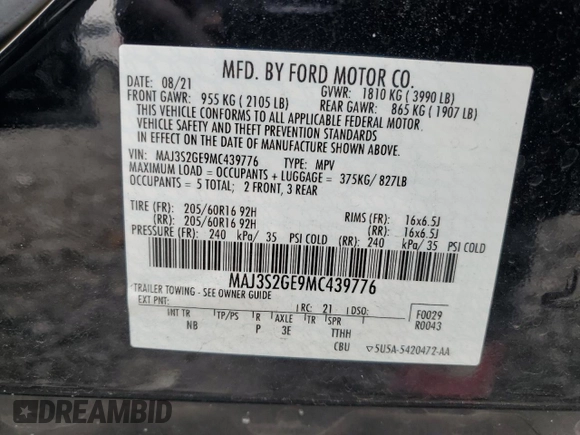 MFD. BY FORD MOTOR CO.
DATE: 08/21 GVWR: 1810 KG ( 3990 LB)
FRONT GAWR: 955 KG ( 2105 LB) REAR GAWR: 865 KG ( 1907 LB)
THIS VEHICLE CONFORMS TO ALL APPLICABLE FEDERAL MOTOR
VEHICLE SAFETY AND THEFT PREVENTION STANDARDS
IN EFFECT ON THE DATE OF MANUFACTURE SHOWN ABOVE.
VIN: MAJ3S2GE9MC439776 TYPE: MPV
MAXIMUM LOAD = OCCUPANTS + LUGGAGE = 375KG/ 827LB
OCCUPANTS = 5 TOTAL; 2 FRONT, 3 REAR
TIRE (FR): 205/60R16 92H RIMS (FR): 16x6.5J
(RR): 205/60R16 92H (RR): 16x6.5J
PRESSURE (FR): 240 kPa/ 35 PSI COLD (RR): 240 kPa/ 35 PSI COLD
MAJ3S2GE9MC439776
TRAILER TOWING - SEE OWNER GUIDE
EXT PNT: RC: 21 DSO: F0029
INT TR TP/PS R AXLE TR SPR R0043
NB P 3E TTHH
CBU ▽5U5A-5420472-AA
DREAMBID